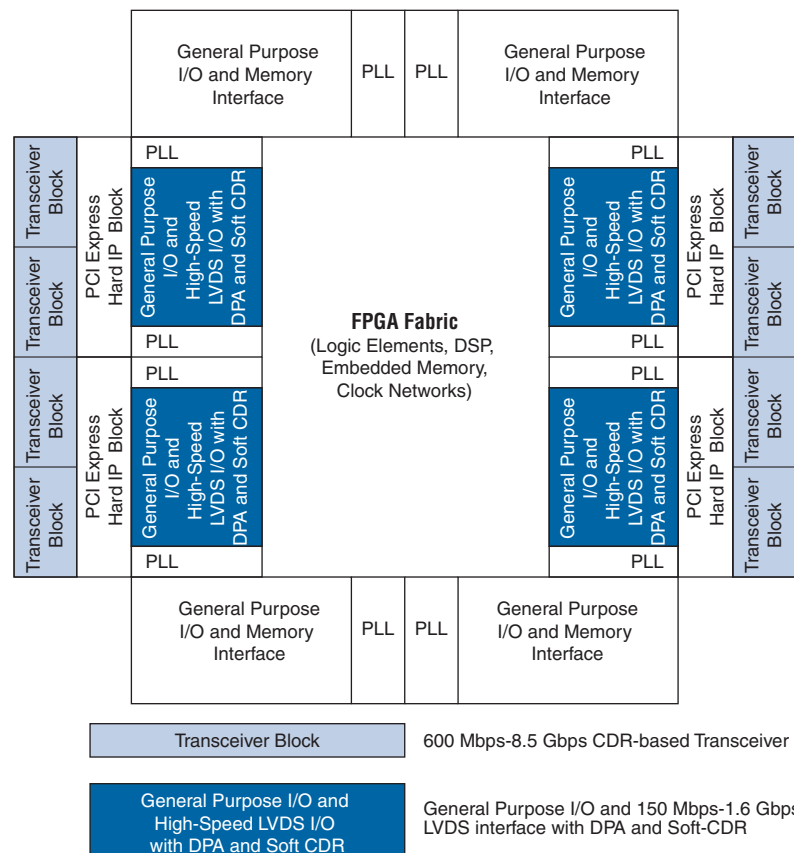 General Purpose
I/O and Memory
Interface
PLL
PLL
General Purpose
I/O and Memory
Interface
Transceiver
Block
Transceiver
Block
PCI Express
Hard IP Block
PLL
General Purpose
I/O and
High-Speed
LVDS I/O with
DPA and Soft CDR
PLL
Transceiver
Block
Transceiver
Block
PCI Express
Hard IP Block
PLL
General Purpose
I/O and
High-Speed
LVDS I/O with
DPA and Soft CDR
PLL
FPGA Fabric
(Logic Elements, DSP,
Embedded Memory,
Clock Networks)
PLL
General Purpose
I/O and
High-Speed
LVDS I/O with
DPA and Soft CDR
PLL
PCI Express
Hard IP Block
Transceiver
Block
Transceiver
Block
PLL
General Purpose
I/O and
High-Speed
LVDS I/O with
DPA and Soft CDR
PLL
PCI Express
Hard IP Block
Transceiver
Block
Transceiver
Block
General Purpose
I/O and Memory
Interface
PLL
PLL
General Purpose
I/O and Memory
Interface
Transceiver Block
600 Mbps-8.5 Gbps CDR-based Transceiver
General Purpose I/O and
High-Speed LVDS I/O
with DPA and Soft CDR
General Purpose I/O and 150 Mbps-1.6 Gbps
LVDS interface with DPA and Soft-CDR